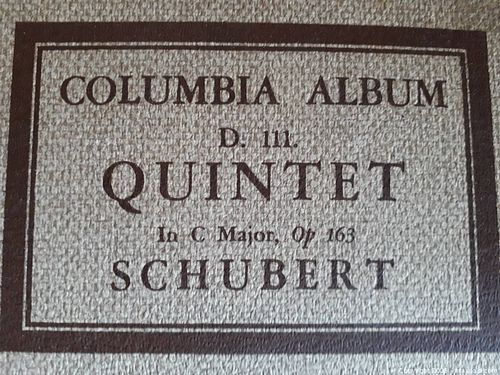 COLUMBIA ALBUM
D. 111.
QUINTET
In C Major, Op 163
SCHUBERT